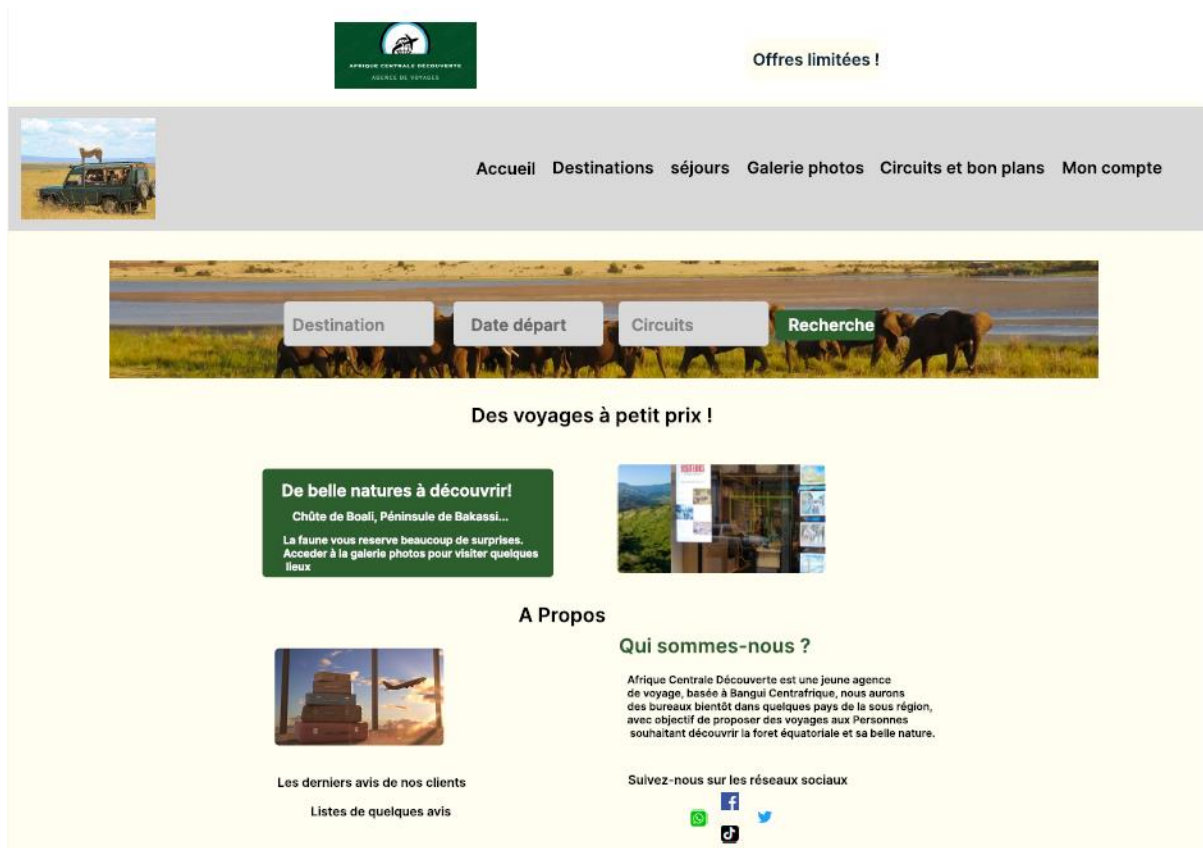 AFRIQUE CENTRALE DÉCOUVERTE
AGENCE DE VOYAGES
Offres limitées !
Accueil Destinations séjours Galerie photos Circuits et bon plans Mon compte
Destination Date départ Circuits Recherche
Des voyages à petit prix !
De belle natures à découvrir!
Chûte de Boali, Péninsule de Bakassi...
La faune vous reserve beaucoup de surprises.
Acceder à la galerie photos pour visiter quelques
lieux
A Propos
Qui sommes-nous ?
Afrique Centrale Découverte est une jeune agence
de voyage, basée à Bangui Centrafrique, nous aurons
des bureaux bientôt dans quelques pays de la sous région,
avec objectif de proposer des voyages aux Personnes
souhaitant découvrir la foret équatoriale et sa belle nature.
Les derniers avis de nos clients
Listes de quelques avis
Suivez-nous sur les réseaux sociaux